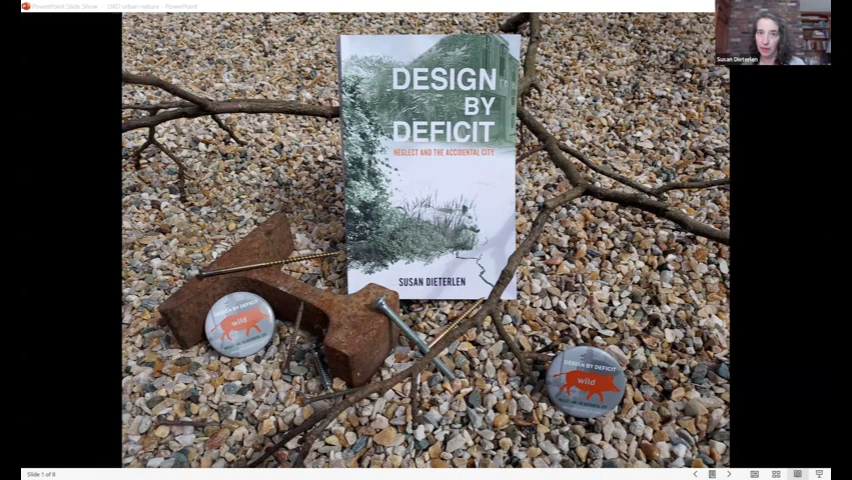 PowerPoint Slide Show - DXD urban nature - PowerPoint
Susan Dieterlen
DESIGN
BY
DEFICIT
NEGLECT AND THE ACCIDENTAL CITY
SUSAN DIETERLEN
DESIGN BY DEFICIT
wild
DESIGN BY DEFICIT
wild
Slide 1 of 8